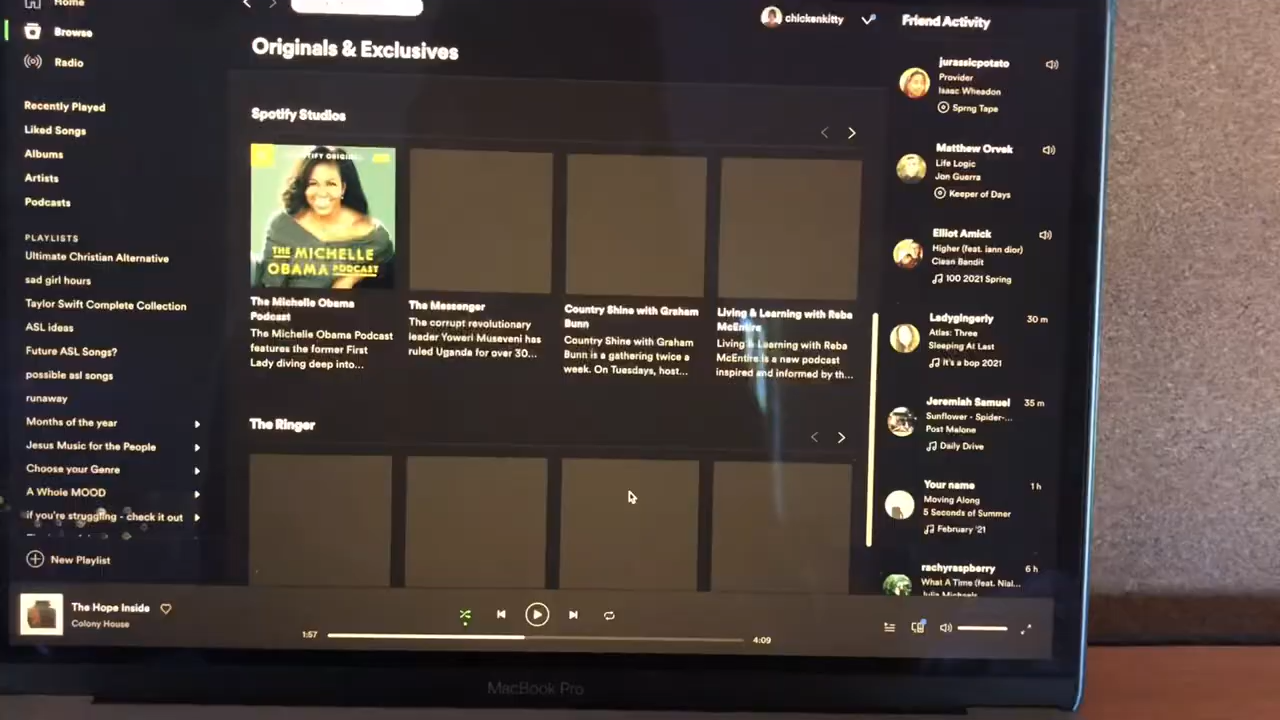 Home
Browse
Radio
Recently Played
Liked Songs
Albums
Artists
Podcasts
PLAYLISTS
Ultimate Christian Alternative
sad girl hours
Taylor Swift Complete Collection
ASL ideas
Future ASL Songs?
possible asl songs
runaway
Months of the year
Jesus Music for the People
Choose your Genre
A Whole MOOD
if you're struggling - check it out
New Playlist
chickenkitty
Originals & Exclusives
Spotify Studios
THE MICHELLE
OBAMA PODCAST
The Michelle Obama
Podcast
The Michelle Obama Podcast
features the former First
Lady diving deep into...
The Messenger
The corrupt revolutionary
leader Yoweri Museveni has
ruled Uganda for over 30...
Country Shine with Graham
Bunn
Country Shine with Graham
Bunn is a gathering twice a
week. On Tuesdays, host...
Living & Learning with Reba
McEntire
Living & Learning with Reba
McEntire is a new podcast
inspired and informed by th...
The Ringer
Friend Activity
jurassicpotato
Provider
Isaac Wheadon
Sprng Tape
Matthew Orvek
Life Logic
Jon Guerra
Keeper of Days
Elliot Amick
Higher (feat. iann dior)
Clean Bandit
100 2021 Spring
Ladygingerly 30 m
Atlas: Three
Sleeping At Last
It's a bop 2021
Jeremiah Samuel 35 m
Sunflower - Spider-...
Post Malone
Daily Drive
Your name 1 h
Moving Along
5 Seconds of Summer
February '21
rachyraspberry 6 h
What A Time (feat. Nial...
Julia Michaels
The Hope Inside
Colony House
1:57
4:09
MacBook Pro